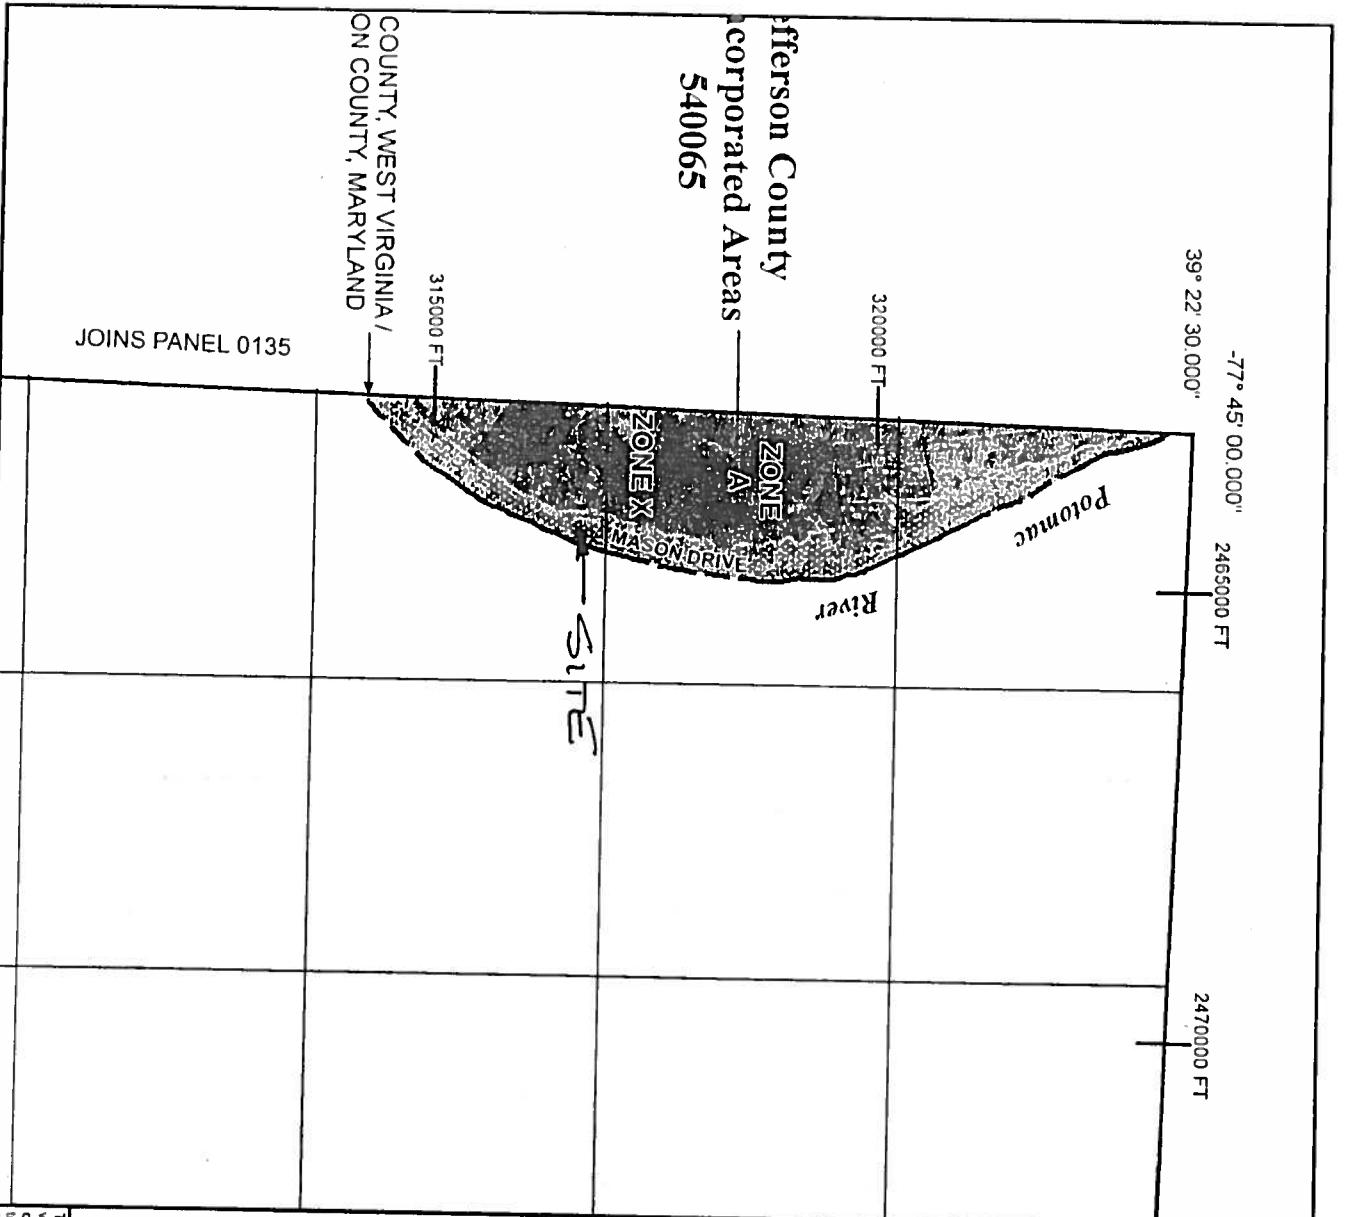 efferson County
corporated Areas
540065
COUNTY, WEST VIRGINIA /
ON COUNTY, MARYLAND
JOINS PANEL 0135
315000 FT
320000 FT
39° 22' 30.000"
-77° 45' 00.000"
2465000 FT
2470000 FT
ZONE
A
ZONE X
MASON DRIVE
Potomac
River
SITE